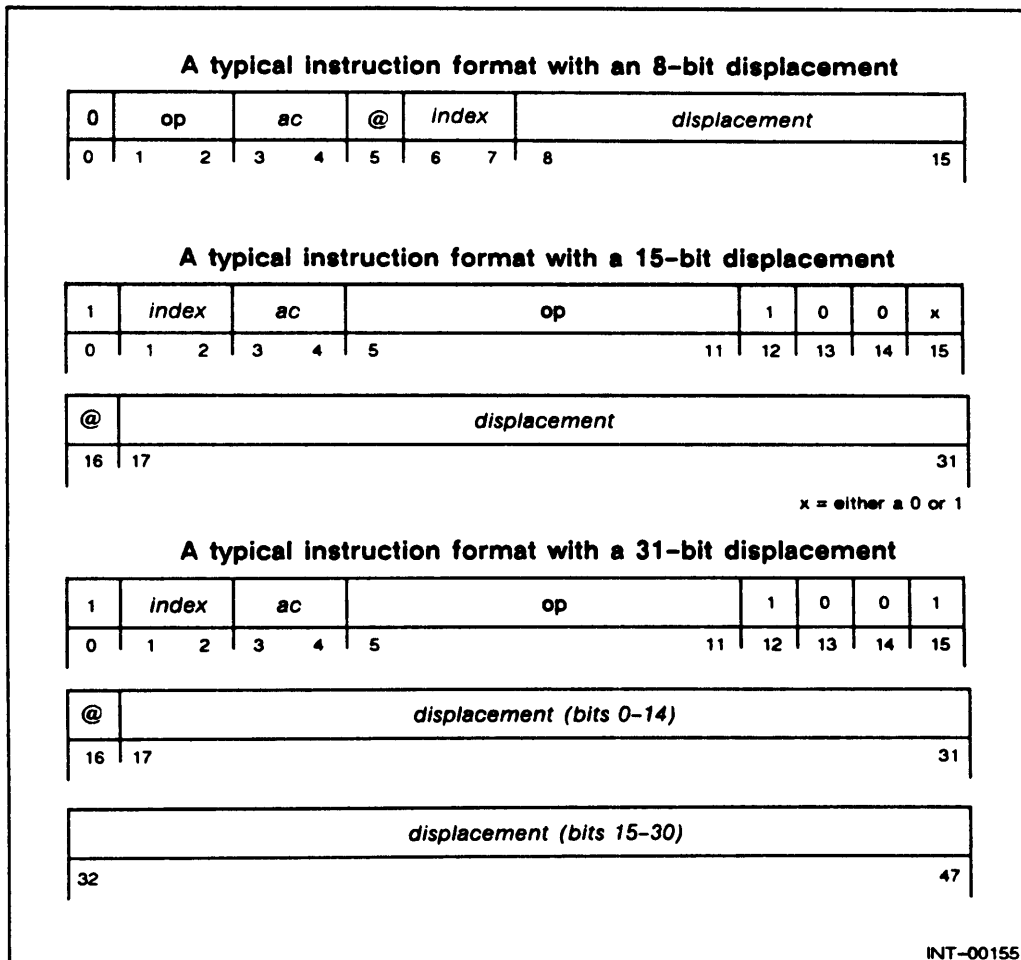 A typical instruction format with an 8-bit displacement
0 op ac @ index displacement
0 1 2 3 4 5 6 7 8 15
A typical instruction format with a 15-bit displacement
1 index ac op 1 0 0 x
0 1 2 3 4 5 11 12 13 14 15
@ displacement
16 17 31
x = either a 0 or 1
A typical instruction format with a 31-bit displacement
1 index ac op 1 0 0 1
0 1 2 3 4 5 11 12 13 14 15
@ displacement (bits 0-14)
16 17 31
displacement (bits 15-30)
32 47
INT-00155